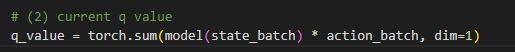 # (2) current q value
q_value = torch.sum(model(state_batch) * action_batch, dim=1)